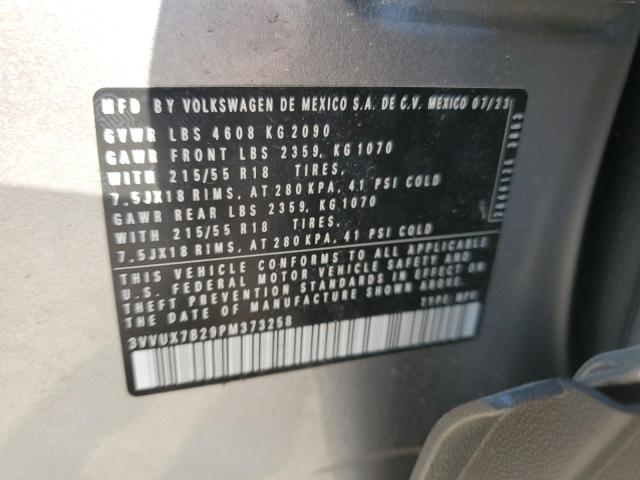 MFD BY VOLKSWAGEN DE MEXICO S.A. DE C.V. MEXICO 07/23
GVWR LBS 4608 KG 2090
GAWR FRONT LBS 2359, KG 1070
WITH 215/55 R18 TIRES,
7.5JX18 RIMS, AT 280 KPA, 41 PSI COLD
GAWR REAR LBS 2359, KG 1070
WITH 215/55 R18 TIRES,
7.5JX18 RIMS, AT 280 KPA, 41 PSI COLD
THIS VEHICLE CONFORMS TO ALL APPLICABLE
U.S. FEDERAL MOTOR VEHICLE SAFETY AND
THEFT PREVENTION STANDARDS IN EFFECT ON
THE DATE OF MANUFACTURE SHOWN ABOVE.
TYPE: MPV
3VVUX7B29PM373258